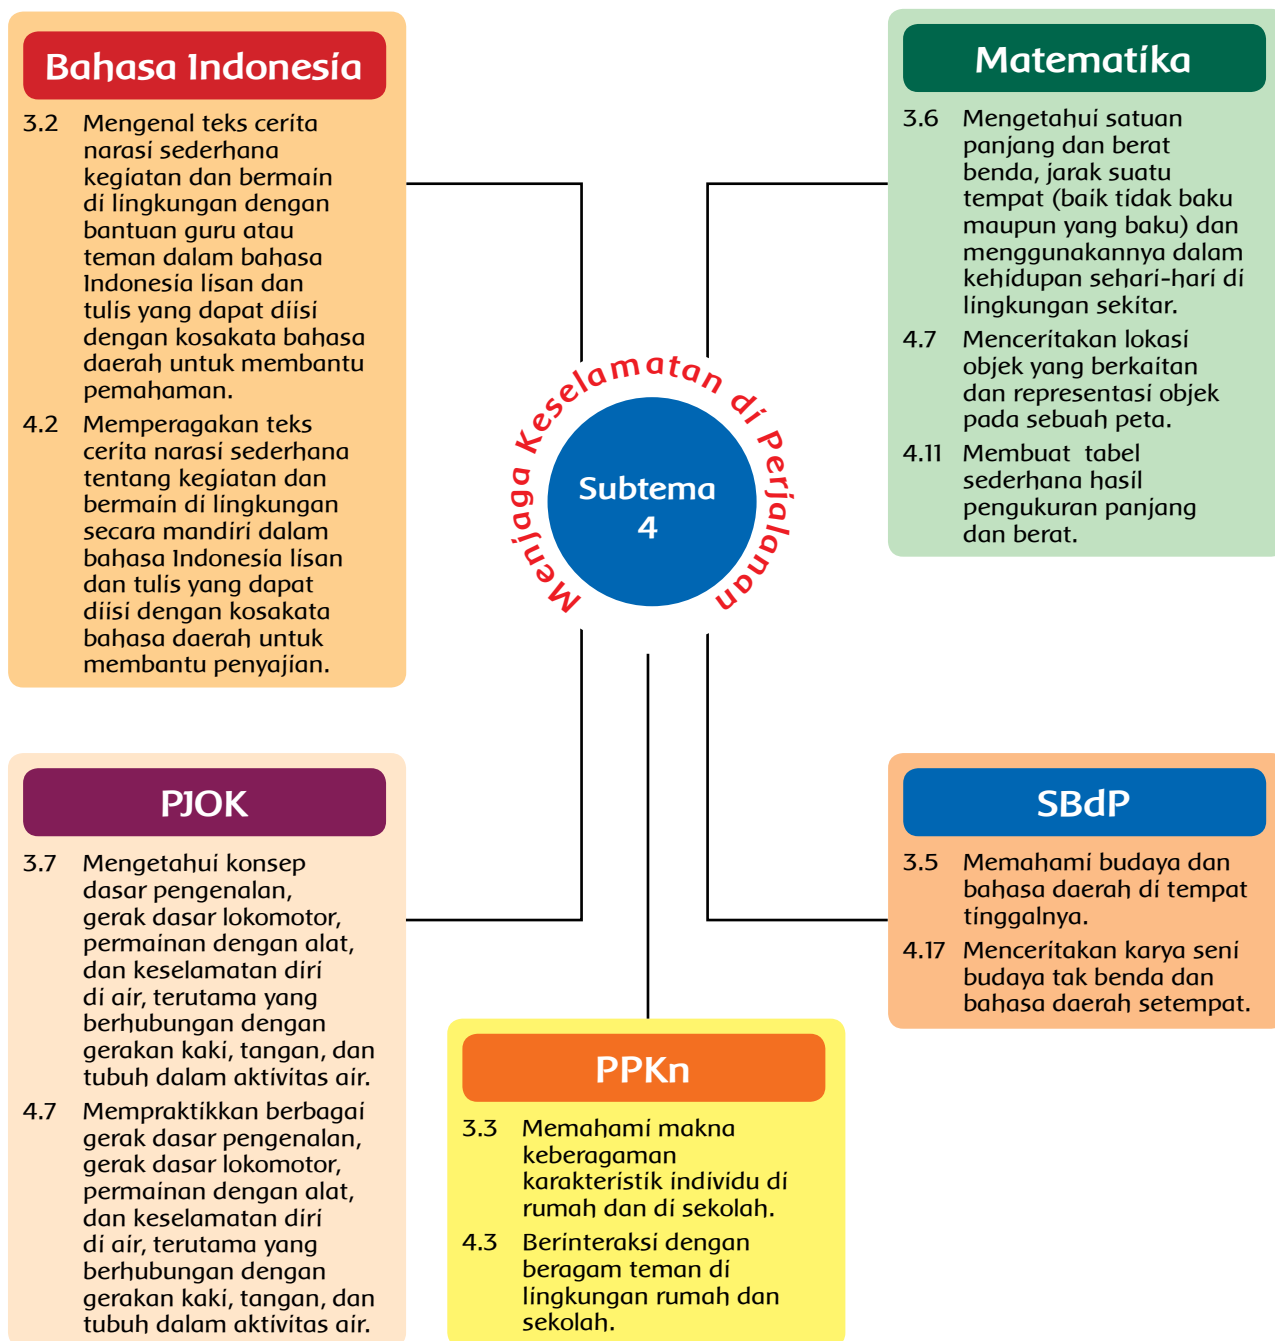 Bahasa Indonesia
3.2 Mengenal teks cerita
narasi sederhana
kegiatan dan bermain
di lingkungan dengan
bantuan guru atau
teman dalam bahasa
Indonesia lisan dan
tulis yang dapat diisi
dengan kosakata bahasa
daerah untuk membantu
pemahaman.
4.2 Memperagakan teks
cerita narasi sederhana
tentang kegiatan dan
bermain di lingkungan
secara mandiri dalam
bahasa Indonesia lisan
dan tulis yang dapat
diisi dengan kosakata
bahasa daerah untuk
membantu penyajian.
Matematika
3.6 Mengetahui satuan
panjang dan berat
benda, jarak suatu
tempat (baik tidak baku
maupun yang baku) dan
menggunakannya dalam
kehidupan sehari-hari di
lingkungan sekitar.
4.7 Menceritakan lokasi
objek yang berkaitan
dan representasi objek
pada sebuah peta.
4.11 Membuat tabel
sederhana hasil
pengukuran panjang
dan berat.
Menjaga Keselamatan di Perjalanan
Subtema
4
PJOK
3.7 Mengetahui konsep
dasar pengenalan,
gerak dasar lokomotor,
permainan dengan alat,
dan keselamatan diri
di air, terutama yang
berhubungan dengan
gerakan kaki, tangan, dan
tubuh dalam aktivitas air.
4.7 Mempraktikkan berbagai
gerak dasar pengenalan,
gerak dasar lokomotor,
permainan dengan alat,
dan keselamatan diri
di air, terutama yang
berhubungan dengan
gerakan kaki, tangan, dan
tubuh dalam aktivitas air.
PPKn
3.3 Memahami makna
keberagaman
karakteristik individu di
rumah dan di sekolah.
4.3 Berinteraksi dengan
beragam teman di
lingkungan rumah dan
sekolah.
SBdP
3.5 Memahami budaya dan
bahasa daerah di tempat
tinggalnya.
4.17 Menceritakan karya seni
budaya tak benda dan
bahasa daerah setempat.